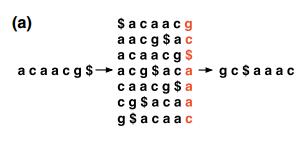 (a)
$ a c a a c g
a a c g $ a c
a c a a c g $
a c a a c g $ → a c g $ a c a → g c $ a a a c
c a a c g $ a
c g $ a c a a
g $ a c a a c